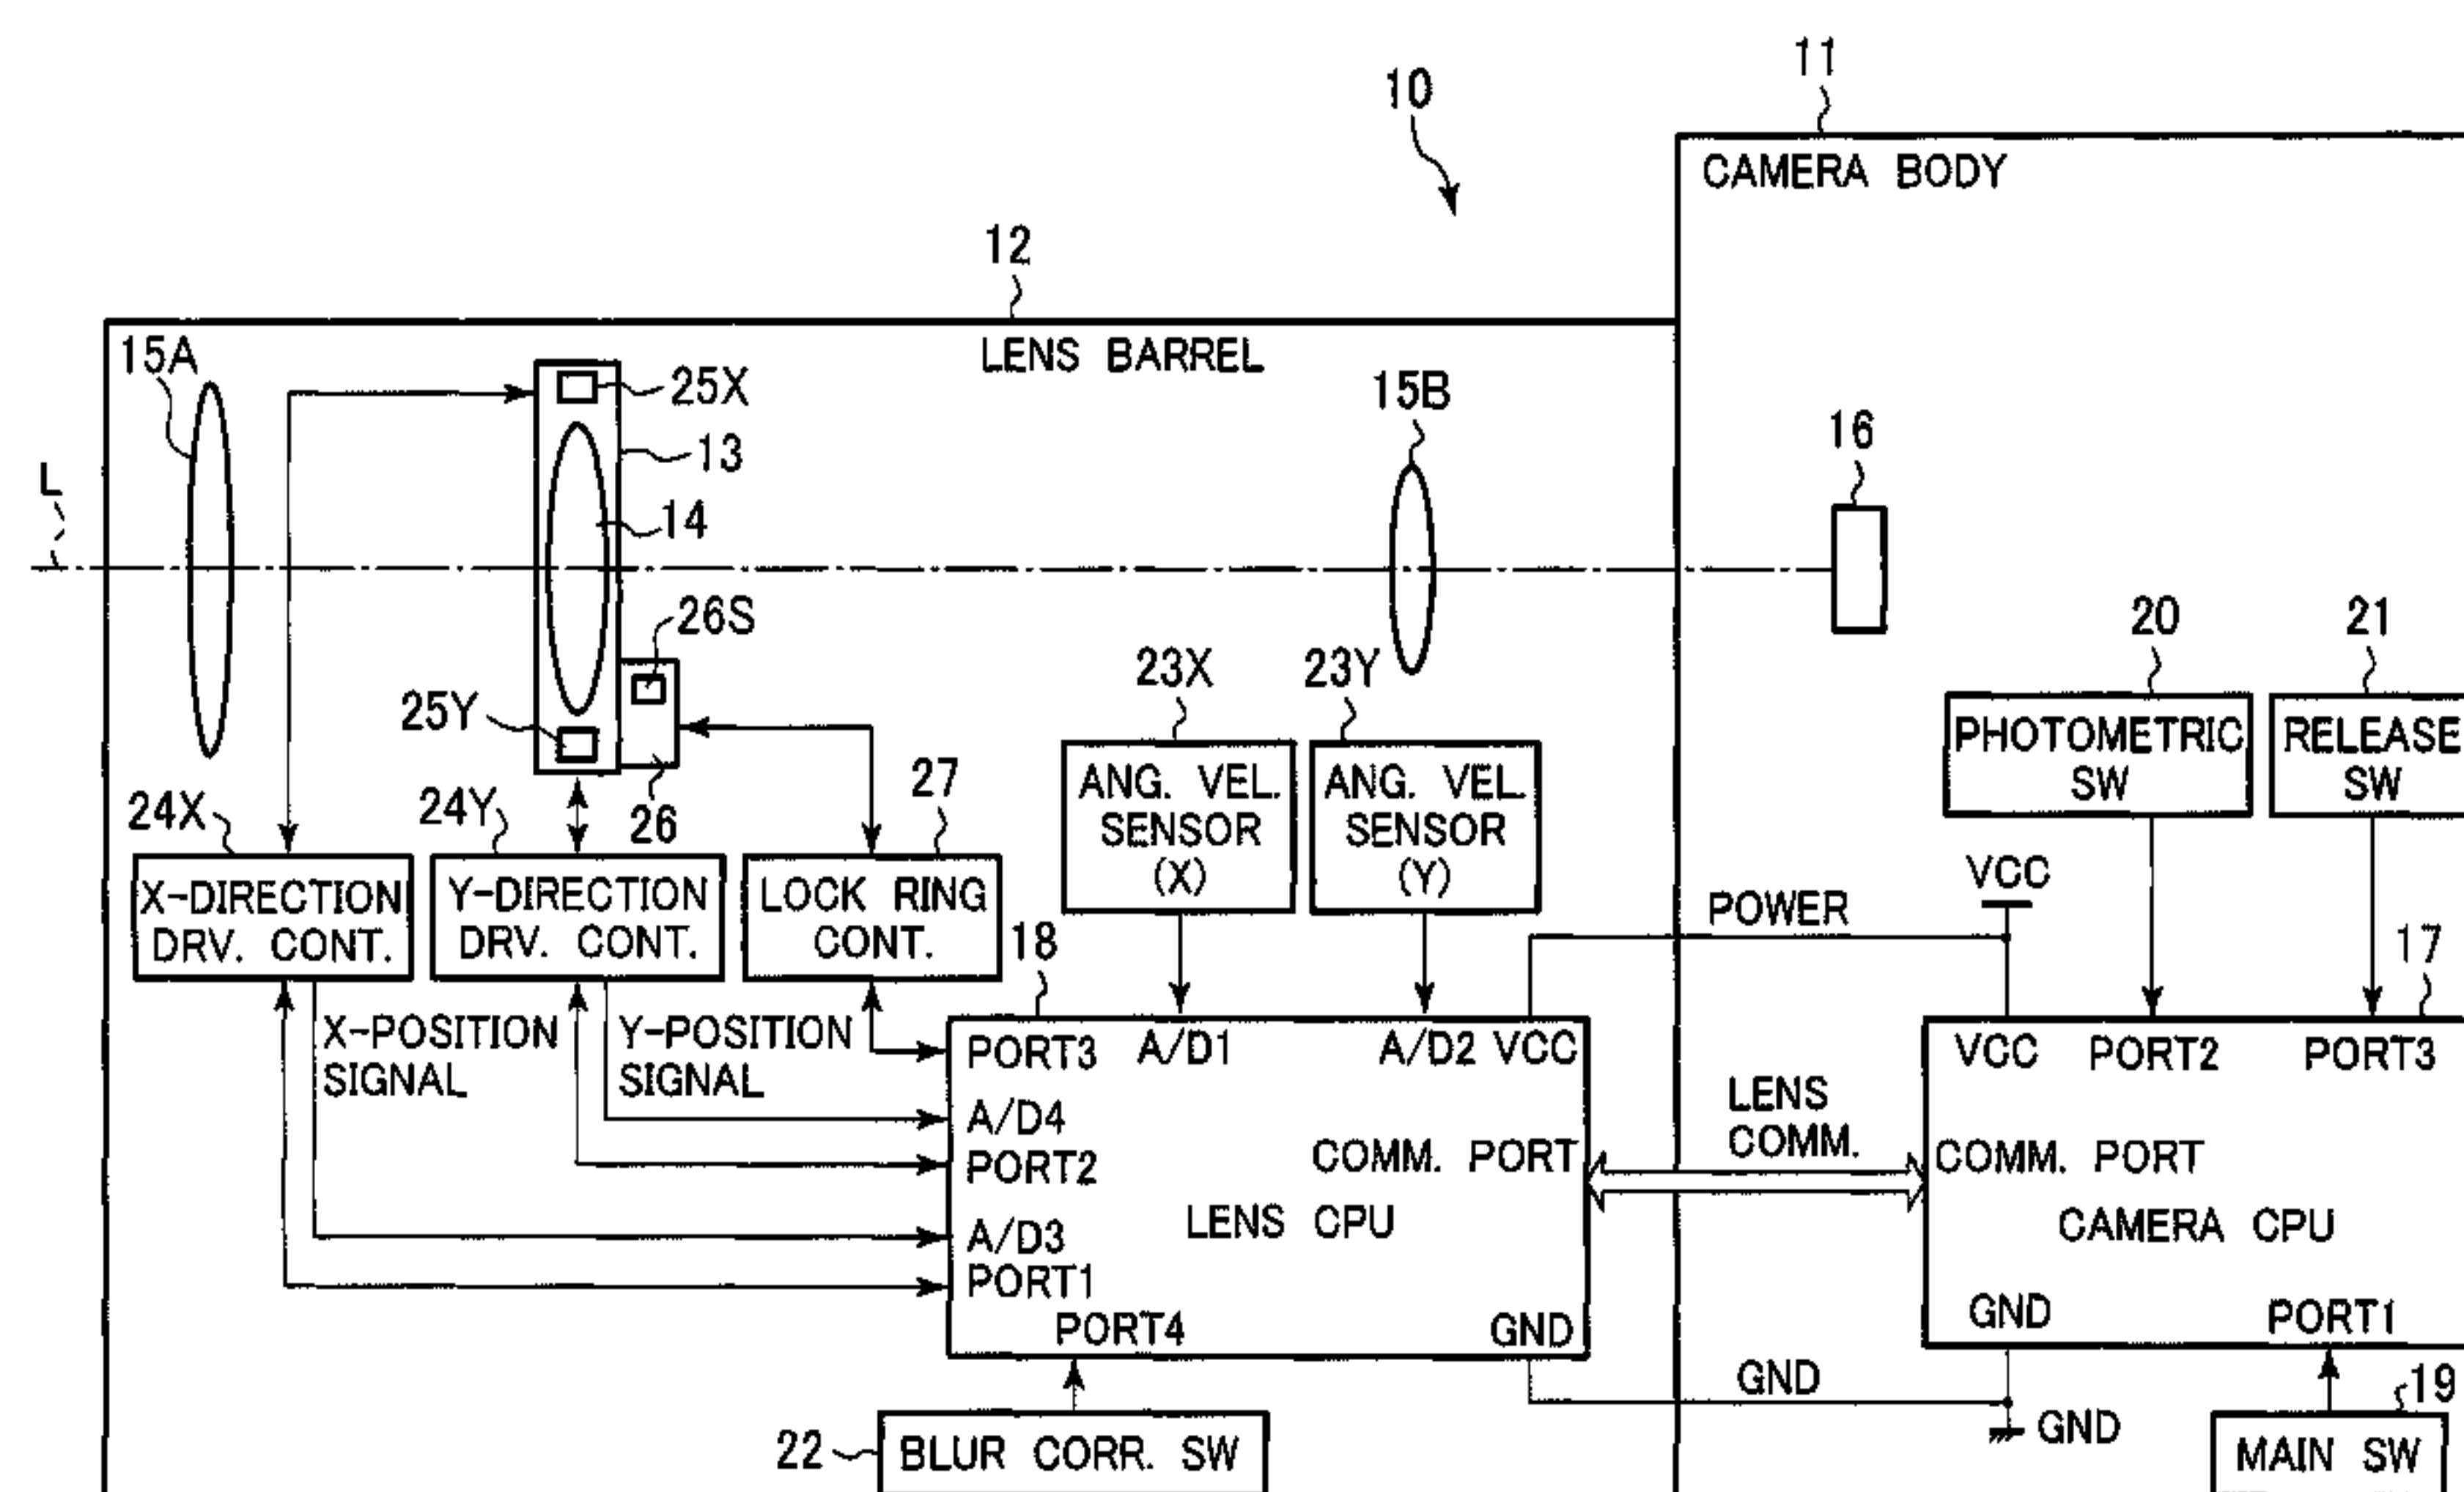 11
10
CAMERA BODY
12
LENS BARREL
15A
25X
15B
13
16
L
14
26S
20
21
23X
23Y
25Y
PHOTOMETRIC
SW
RELEASE
SW
27
24X
24Y
26
ANG. VEL.
SENSOR
(X)
ANG. VEL.
SENSOR
(Y)
VCC
X-DIRECTION
DRV. CONT.
Y-DIRECTION
DRV. CONT.
LOCK RING
CONT.
POWER
18
17
X-POSITION
SIGNAL
Y-POSITION
SIGNAL
PORT3
A/D1
A/D2
VCC
VCC
PORT2
PORT3
A/D4
PORT2
LENS
COMM.
COMM. PORT
COMM. PORT
LENS CPU
CAMERA CPU
A/D3
PORT1
PORT4
GND
GND
PORT1
GND
19
GND
22
BLUR CORR. SW
MAIN SW